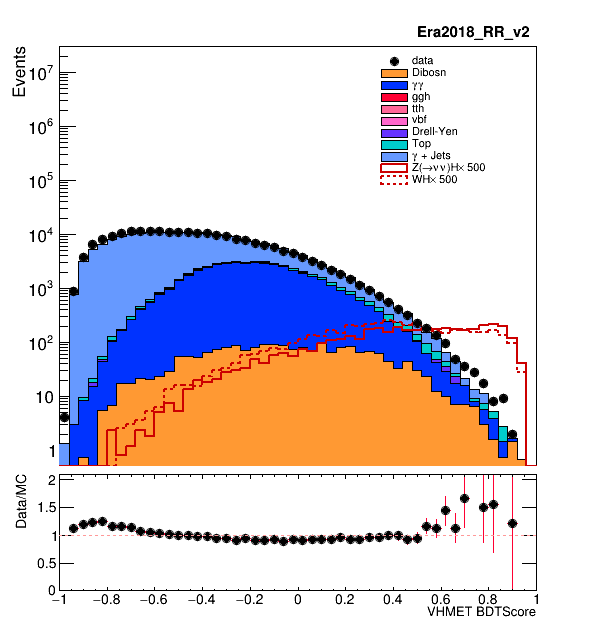 Era2018_RR_v2
Events
10⁷
10⁶
10⁵
10⁴
10³
10²
10
1
data
Dibosn
γγ
ggh
tth
vbf
Drell-Yen
Top
γ + Jets
Z(→νν)H× 500
WH× 500
Data/MC
2
1.5
1
0.5
0
−1 −0.8 −0.6 −0.4 −0.2 0 0.2 0.4 0.6 0.8 1
VHMET BDTScore